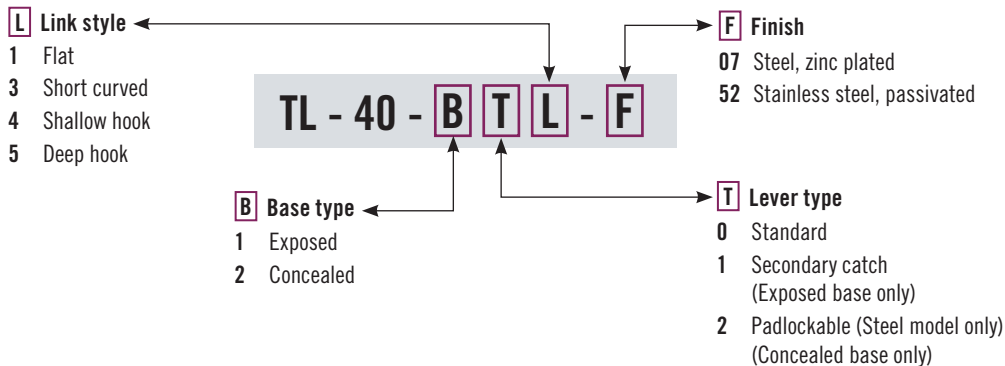 L Link style
1 Flat
3 Short curved
4 Shallow hook
5 Deep hook
F Finish
07 Steel, zinc plated
52 Stainless steel, passivated
TL - 40 - B T L - F
B Base type
1 Exposed
2 Concealed
T Lever type
0 Standard
1 Secondary catch
(Exposed base only)
2 Padlockable (Steel model only)
(Concealed base only)